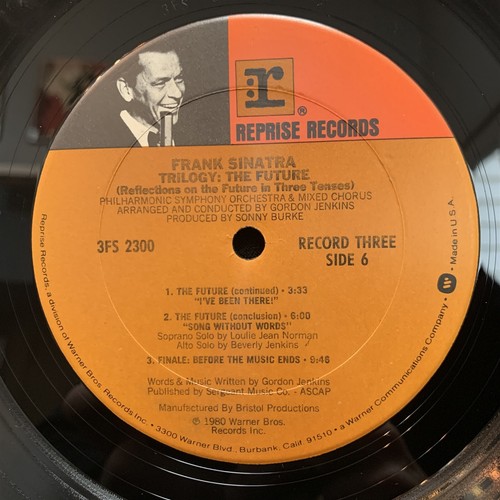 r ®
REPRISE RECORDS
FRANK SINATRA
TRILOGY: THE FUTURE
(Reflections on the Future in Three Tenses)
PHILHARMONIC SYMPHONY ORCHESTRA & MIXED CHORUS
ARRANGED AND CONDUCTED BY GORDON JENKINS
PRODUCED BY SONNY BURKE
3FS 2300
RECORD THREE
SIDE 6
1. THE FUTURE (continued) • 3:33
"I'VE BEEN THERE!"
2. THE FUTURE (conclusion) • 6:00
"SONG WITHOUT WORDS"
Soprano Solo by Loulie Jean Norman
Alto Solo by Beverly Jenkins
3. FINALE: BEFORE THE MUSIC ENDS • 9:48
Words & Music Written by Gordon Jenkins
Published by Sergeant Music Co. - ASCAP
Manufactured By Bristol Productions
© 1980 Warner Bros.
Records Inc.
Reprise Records, a division of Warner Bros. Records Inc. • 3300 Warner Blvd., Burbank, Calif. 91510 • a Warner Communications Company • W • Made in U.S.A.